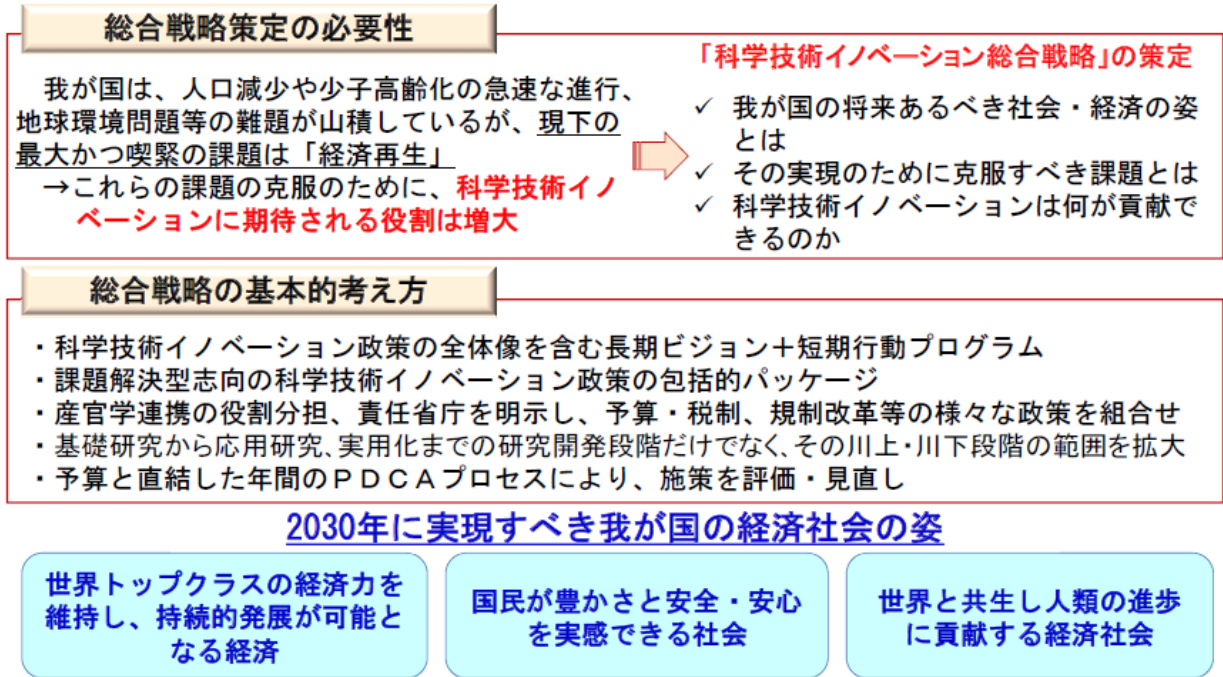 総合戦略策定の必要性
我が国は、人口減少や少子高齢化の急速な進行、
地球環境問題等の難題が山積しているが、現下の
最大かつ喫緊の課題は「経済再生」
→これらの課題の克服のために、科学技術イノ
ベーションに期待される役割は増大
「科学技術イノベーション総合戦略」の策定
✓ 我が国の将来あるべき社会・経済の姿
とは
✓ その実現のために克服すべき課題とは
✓ 科学技術イノベーションは何が貢献で
きるのか
総合戦略の基本的考え方
・科学技術イノベーション政策の全体像を含む長期ビジョン＋短期行動プログラム
・課題解決型志向の科学技術イノベーション政策の包括的パッケージ
・産官学連携の役割分担、責任省庁を明示し、予算・税制、規制改革等の様々な政策を組合せ
・基礎研究から応用研究、実用化までの研究開発段階だけでなく、その川上・川下段階の範囲を拡大
・予算と直結した年間のＰＤＣＡプロセスにより、施策を評価・見直し
2030年に実現すべき我が国の経済社会の姿
世界トップクラスの経済力を
維持し、持続的発展が可能と
なる経済
国民が豊かさと安全・安心
を実感できる社会
世界と共生し人類の進歩
に貢献する経済社会